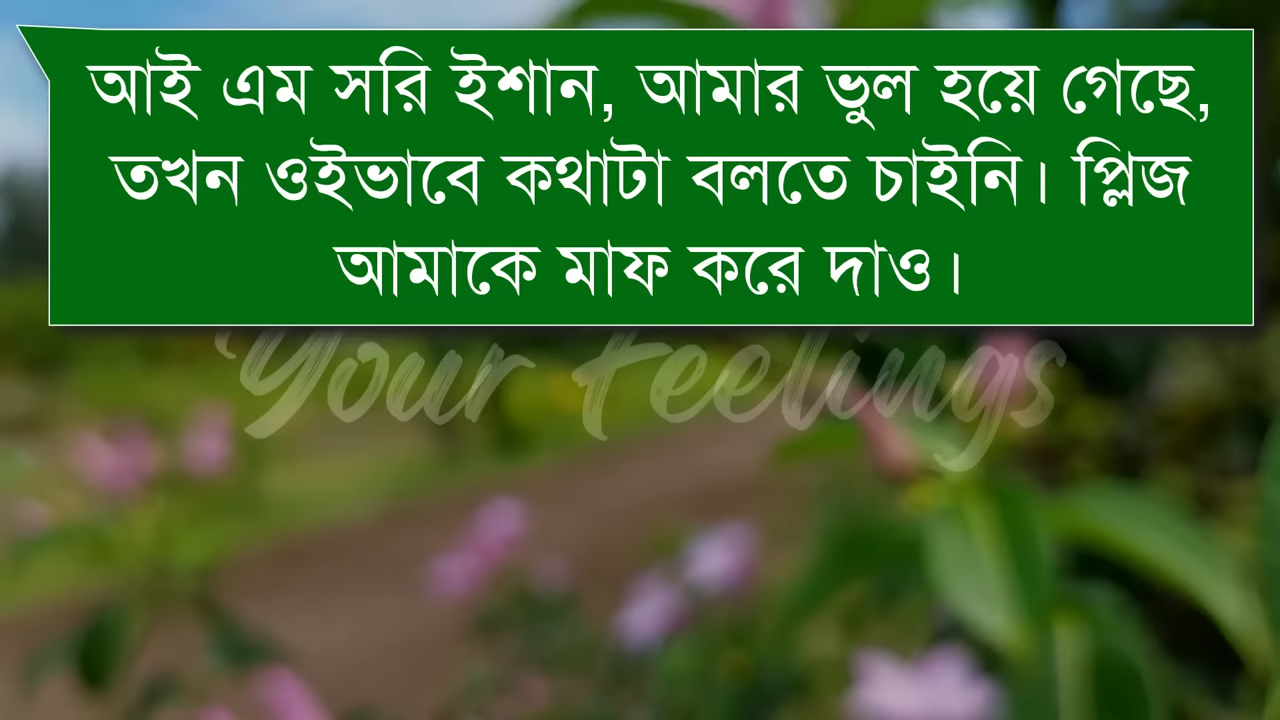 আই এম সরি ইশান, আমার ভুল হয়ে গেছে,
তখন ওইভাবে কথাটা বলতে চাইনি। প্লিজ
আমাকে মাফ করে দাও।
Your Feelings